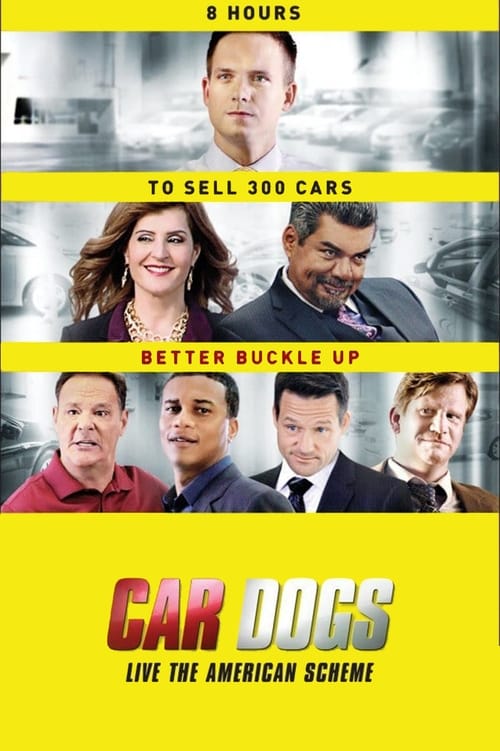 8 HOURS
TO SELL 300 CARS
BETTER BUCKLE UP
CAR DOGS
LIVE THE AMERICAN SCHEME